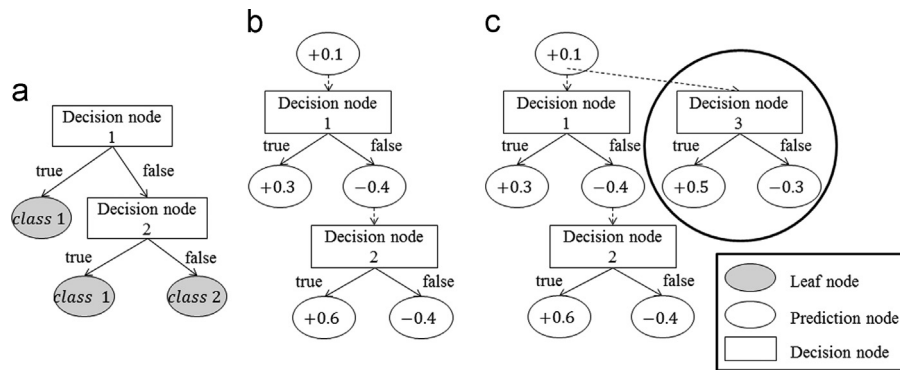 a
Decision node
1
true
false
class 1
Decision node
2
true
false
class 1
class 2
b
+0.1
Decision node
1
true
false
+0.3
−0.4
Decision node
2
true
false
+0.6
−0.4
c
+0.1
Decision node
1
true
false
+0.3
−0.4
Decision node
2
true
false
+0.6
−0.4
Decision node
3
true
false
+0.5
−0.3
Leaf node
Prediction node
Decision node